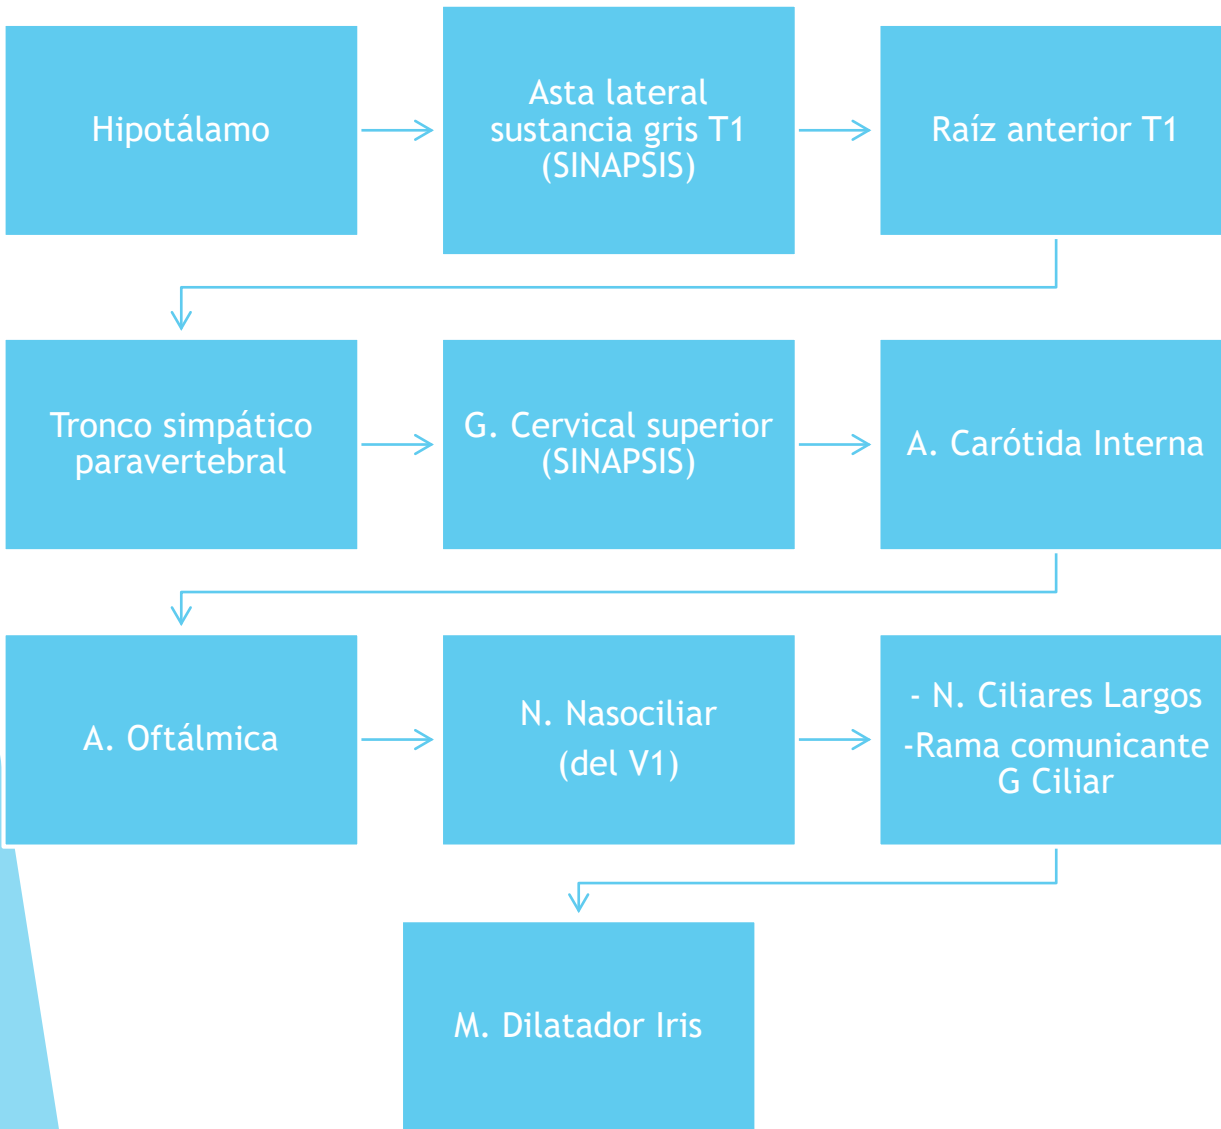 Hipotálamo
Asta lateral
sustancia gris T1
(SINAPSIS)
Raíz anterior T1
Tronco simpático
paravertebral
G. Cervical superior
(SINAPSIS)
A. Carótida Interna
A. Oftálmica
N. Nasociliar
(del V1)
- N. Ciliares Largos
-Rama comunicante
G Ciliar
M. Dilatador Iris